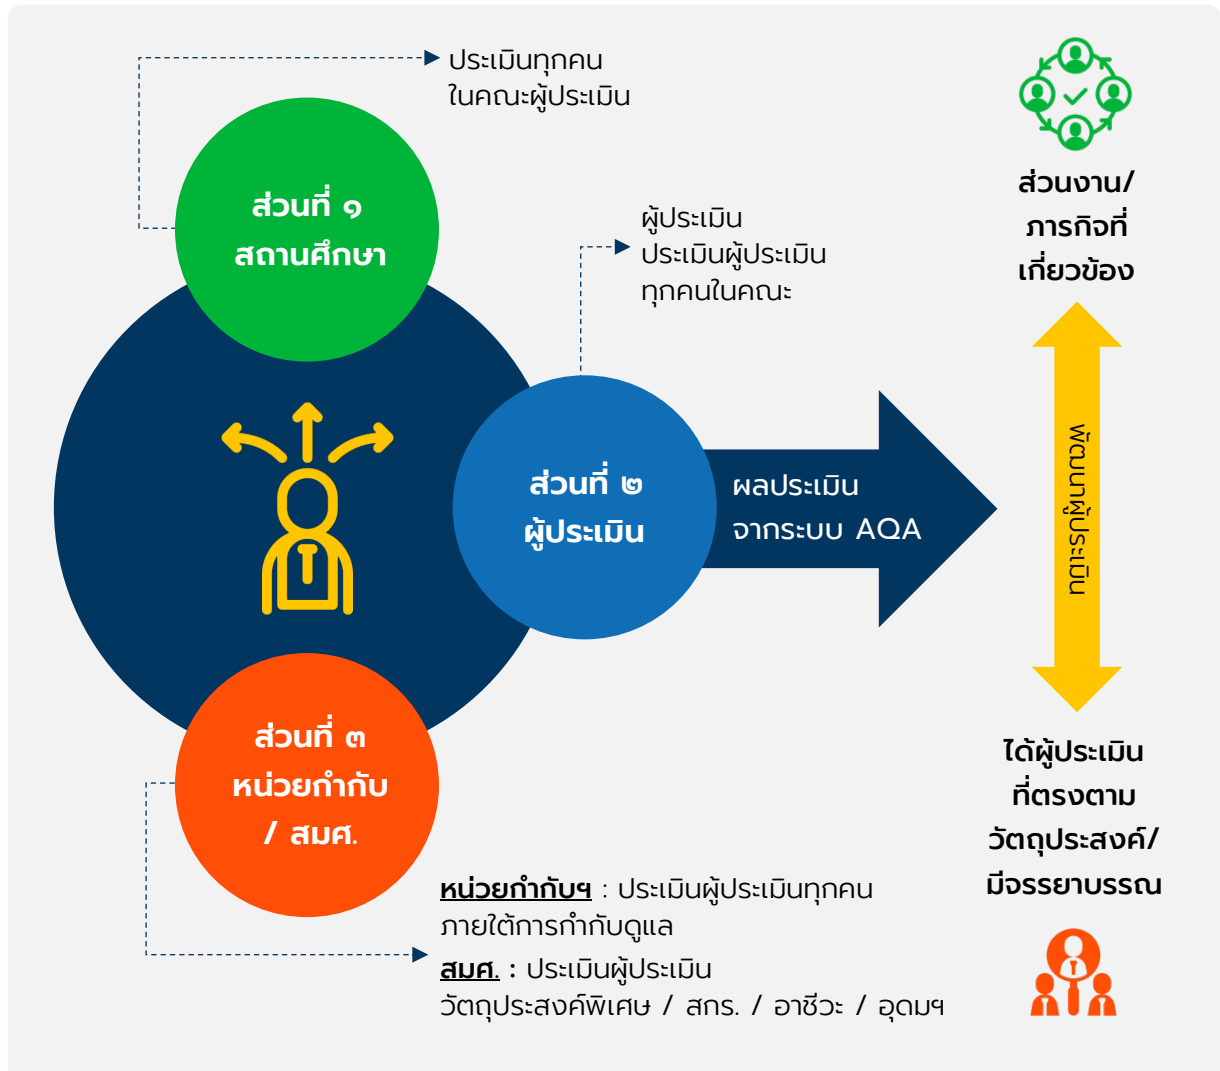 ประเมินทุกคน
ในคณะผู้ประเมิน
ส่วนที่ ๑
สถานศึกษา
ผู้ประเมิน
ประเมินผู้ประเมิน
ทุกคนในคณะ
ส่วนที่ ๒
ผู้ประเมิน
ผลประเมิน
จากระบบ AQA
ส่วนที่ ๓
หน่วยกำกับ
/ สมศ.
หน่วยกำกับฯ : ประเมินผู้ประเมินทุกคน
ภายใต้การกำกับดูแล
สมศ. : ประเมินผู้ประเมิน
วัตถุประสงค์พิเศษ / สกร. / อาชีวะ / อุดมฯ
ส่วนงาน/
ภารกิจที่
เกี่ยวข้อง
พัฒนาผู้ประเมิน
ได้ผู้ประเมิน
ที่ตรงตาม
วัตถุประสงค์/
มีจรรยาบรรณ